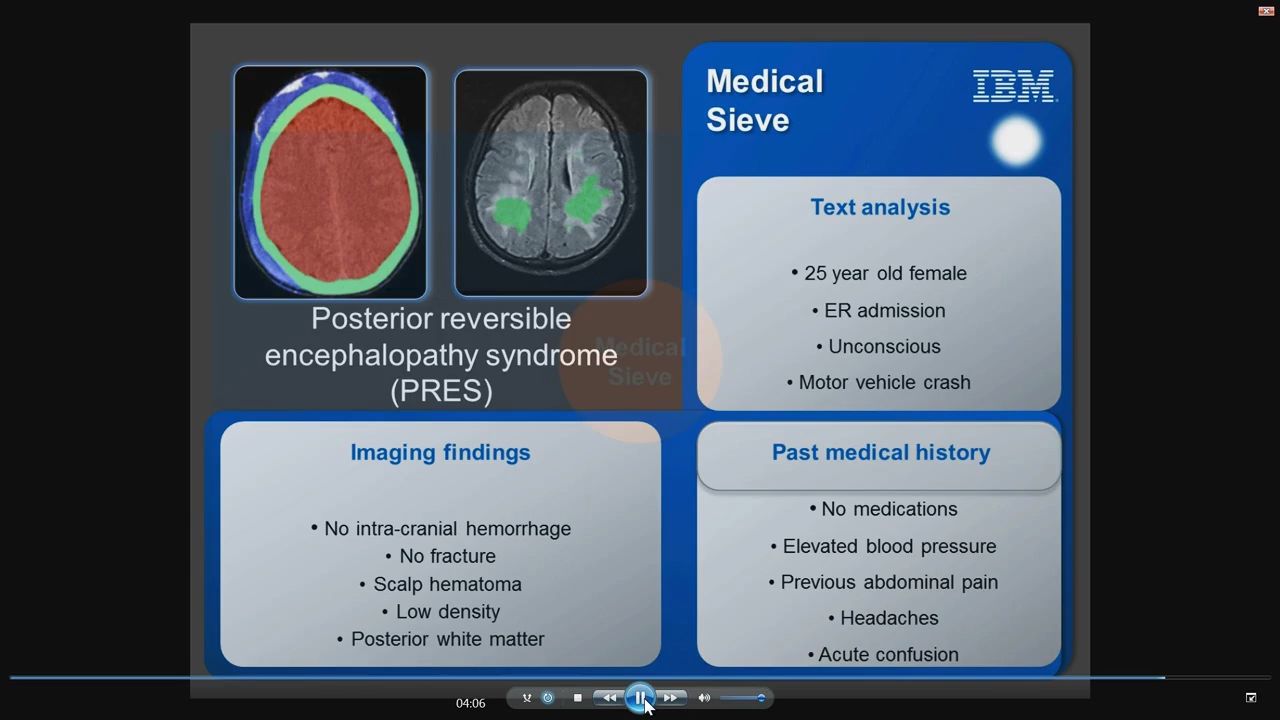 Medical
Sieve
IBM
Text analysis
• 25 year old female
• ER admission
• Unconscious
• Motor vehicle crash
Posterior reversible
encephalopathy syndrome
(PRES)
Medical
Sieve
Imaging findings
• No intra-cranial hemorrhage
• No fracture
• Scalp hematoma
• Low density
• Posterior white matter
Past medical history
• No medications
• Elevated blood pressure
• Previous abdominal pain
• Headaches
• Acute confusion
04:06